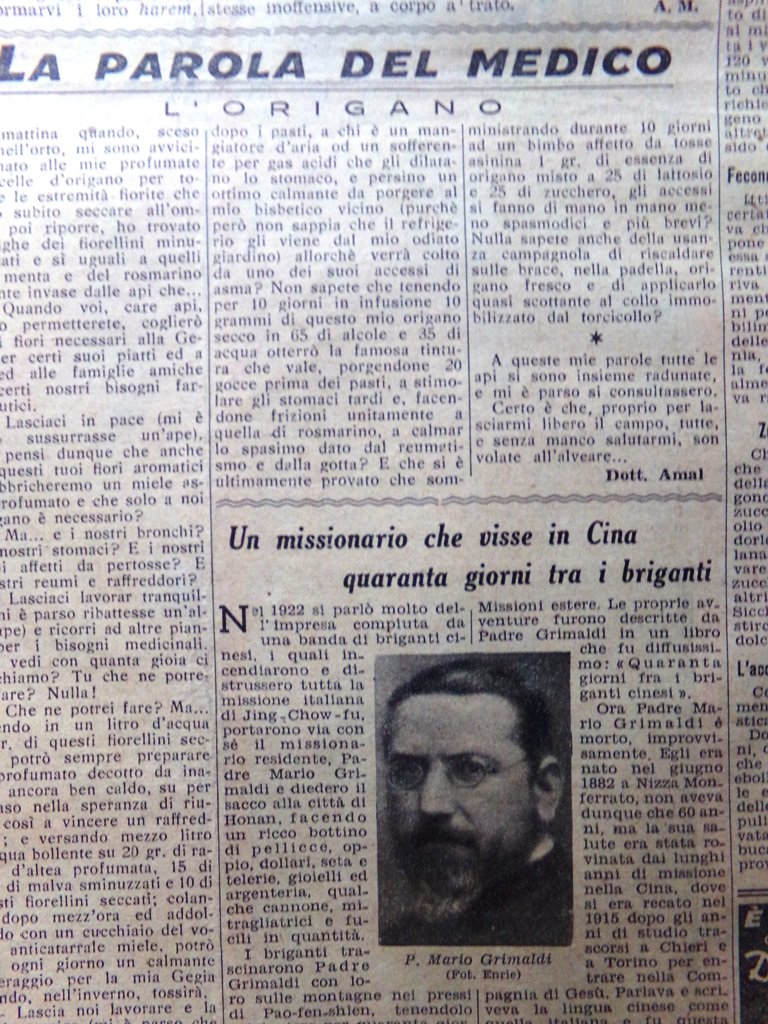 ormarvi i loro harem,
stesse inoffensive, a corpo a trato.
A. M.
LA PAROLA DEL MEDICO
L'ORIGANO
mattina quando, sceso
nell'orto, mi sono avvici-
nato alle mie profumate
celle d'origano per to-
e le estremità fiorite che
subito seccare all'om-
poi riporre, ho trovato
ghe dei fiorellini minu-
ati e sì uguali a quelli
menta e del rosmarino
nte invase dalle api che...
Quando voi, care api,
o permetterete, coglierò
i fiori necessari alla Ge-
er certi suoi piatti ed a
ed alle famiglie amiche
certi nostri bisogni far-
utici.
Lasciaci in pace (mi è
sussurrasse un'ape),
pensi dunque che anche
questi tuoi fiori aromatici
bbricheremo un miele as-
rofumato e che solo a noi
gano è necessario?
Ma... e i nostri bronchi?
nostri stomaci? E i nostri
i affetti da pertosse? E
stri reumi e raffreddori?
Lasciaci lavorar tranquil-
ni è parso ribattesse un'al-
ape) e ricorri ad altre pian-
per i bisogni medicinali.
vedi con quanta gioia ci
chiamo? Tu che ne potre-
are? Nulla!
Che ne potrei fare? Ma...
endo in un litro d'acqua
r. di questi fiorellini sec-
potrò sempre preparare
profumato decotto da ina-
ancora ben caldo, su per
aso nella speranza di riu-
così a vincere un raffred-
; e versando mezzo litro
qua bollente su 20 gr. di ra-
d'altea profumata, 15 di
di malva sminuzzati e 10 di
sti fiorellini seccati; colan-
dopo mezz'ora ed addol-
do con un cucchiaio del vo-
anticatarrale miele, potrò
ogni giorno un calmante
eraggio per la mia Gegia
ndo, nell'inverno, tossirà.
Lascia noi lavorare e la
dopo i pasti, a chi è un man-
giatore d'aria od un sofferen-
te per gas acidi che gli dilata-
no lo stomaco, e persino un
ottimo calmante da porgere al
mio bisbetico vicino (purchè
però non sappia che il refrige-
rio gli viene dal mio odiato
giardino) allorchè verrà colto
da uno dei suoi accessi di
asma? Non sapete che tenendo
per 10 giorni in infusione 10
grammi di questo mio origano
secco in 65 di alcole e 35 di
acqua otterrò la famosa tintu-
ra che vale, porgendone 20
gocce prima dei pasti, a stimo-
lare gli stomaci tardi e, facen-
done frizioni unitamente a
quella di rosmarino, a calmar
lo spasimo dato dal reumati-
smo e dalla gotta? E che si è
ultimamente provato che som-
ministrando durante 10 giorni
ad un bimbo affetto da tosse
asinina 1 gr. di essenza di
origano misto a 25 di lattosio
e 25 di zucchero, gli accessi
si fanno di mano in mano me-
no spasmodici e più brevi?
Nulla sapete anche della usan-
za campagnola di riscaldare
sulle brace, nella padella, ori-
gano fresco e di applicarlo
quasi scottante al collo immo-
bilizzato dal torcicollo?
*
A queste mie parole tutte le
api si sono insieme radunate,
e mi è parso si consultassero.
Certo è che, proprio per la-
sciarmi libero il campo, tutte,
e senza manco salutarmi, son
volate all'alveare...
Dott. Amal
Un missionario che visse in Cina
quaranta giorni tra i briganti
Nel 1922 si parlò molto del-
l'impresa compiuta da
una banda di briganti ci-
nesi, i quali in-
cendiarono e di-
strussero tutta la
missione italiana
di Jing-Chow-fu,
portarono via con
sè il missiona-
rio residente, Pa-
dre Mario Gri-
maldi e diedero il
sacco alla città di
Honan, facendo
un ricco bottino
di pellicce, op-
pio, dollari, seta e
telerie, gioielli ed
argenteria, qual-
che cannone, mi-
tragliatrici e fu-
cili in quantità.
I briganti tra-
scinarono Padre
Grimaldi con lo-
ro sulle montagne nei pressi
di Pao-fen-shien, tenendolo
P. Mario Grimaldi
(Fot. Enrie)
Missioni estere. Le proprie av-
venture furono descritte da
Padre Grimaldi in un libro
che fu diffusissi-
mo: «Quaranta
giorni fra i bri-
ganti cinesi».
Ora Padre Ma-
rio Grimaldi è
morto, improvvi-
samente. Egli era
nato nel giugno
1882 a Nizza Mon-
ferrato, non aveva
dunque che 60 an-
ni, ma la sua sa-
lute era stata ro-
vinata dai lunghi
anni di missione
nella Cina, dove
si era recato nel
1915 dopo gli an-
ni di studio tra-
scorsi a Chieri e
a Torino per en-
trare nella Com-
pagnia di Gesù. Parlava e scri-
veva la lingua cinese come